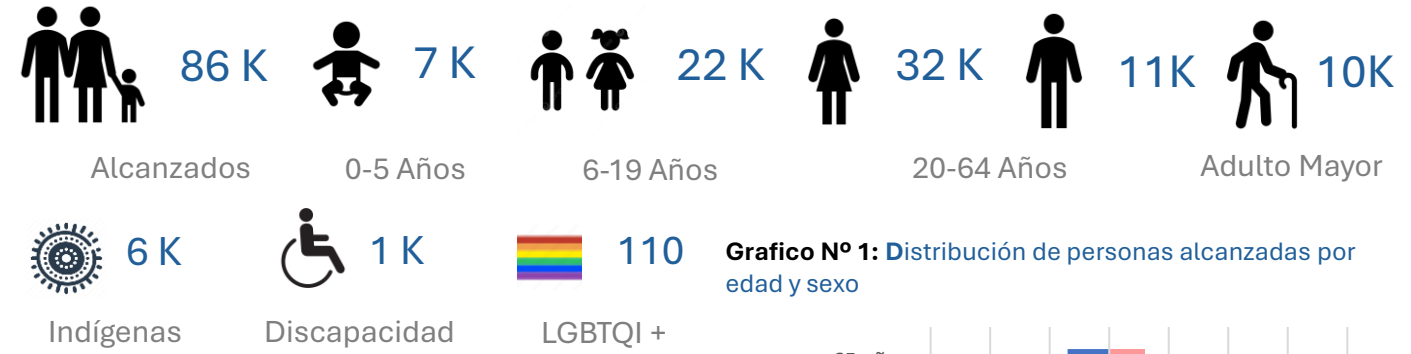 86 K
7 K
22 K
32 K
11K
10K
Alcanzados
0-5 Años
6-19 Años
20-64 Años
Adulto Mayor
6 K
1 K
110
Indígenas
Discapacidad
LGBTQI +
Grafico Nº 1: Distribución de personas alcanzadas por
edad y sexo